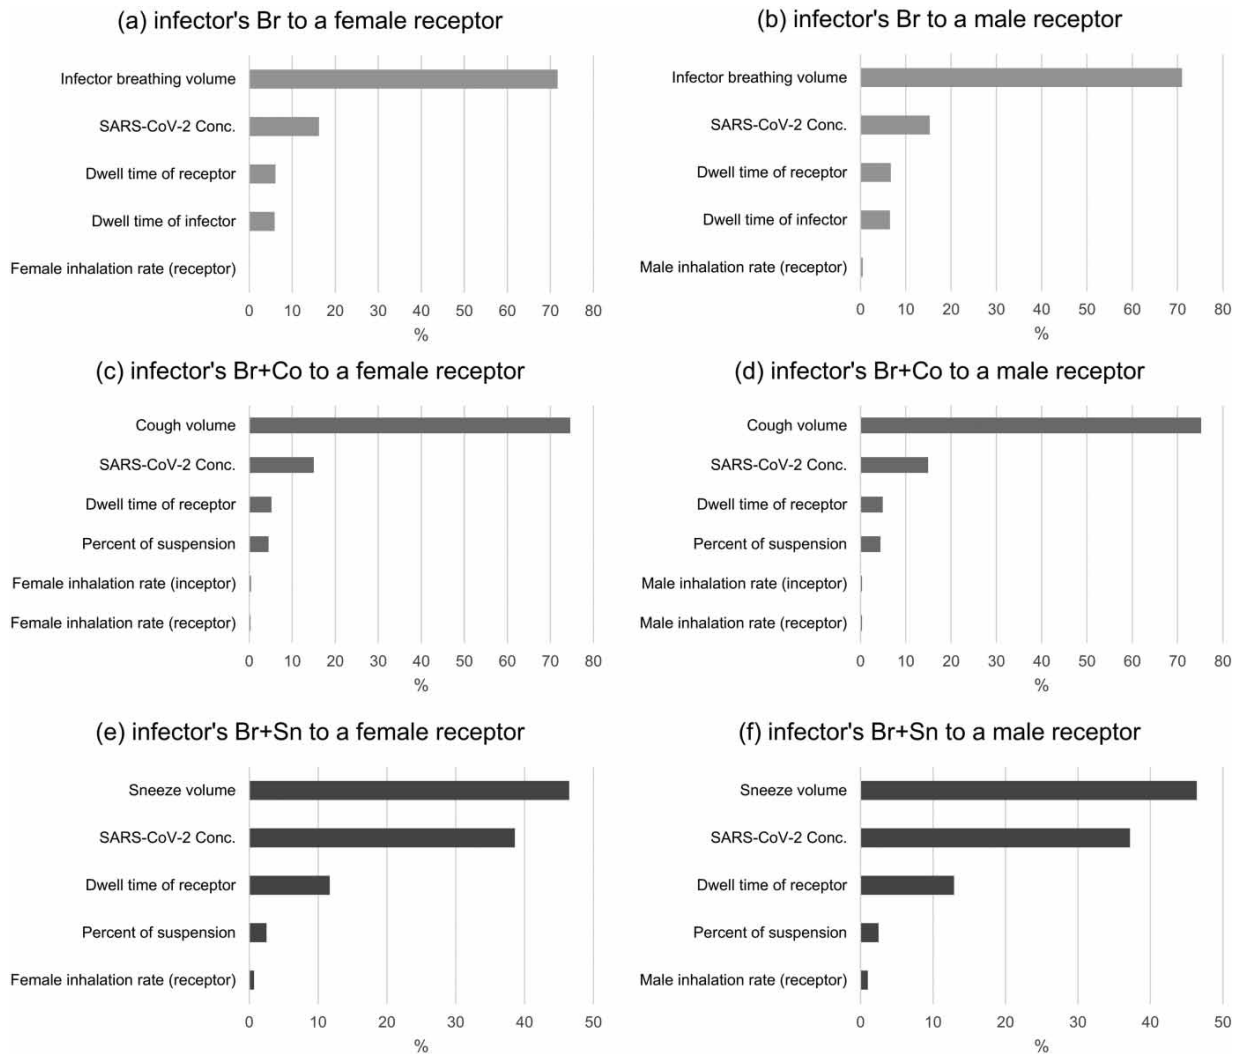 (a) infector's Br to a female receptor
Infector breathing volume
SARS-CoV-2 Conc.
Dwell time of receptor
Dwell time of infector
Female inhalation rate (receptor)
0 10 20 30 40 50 60 70 80
%
(b) infector's Br to a male receptor
Infector breathing volume
SARS-CoV-2 Conc.
Dwell time of receptor
Dwell time of infector
Male inhalation rate (receptor)
0 10 20 30 40 50 60 70 80
%
(c) infector's Br+Co to a female receptor
Cough volume
SARS-CoV-2 Conc.
Dwell time of receptor
Percent of suspension
Female inhalation rate (inceptor)
Female inhalation rate (receptor)
0 10 20 30 40 50 60 70 80
%
(d) infector's Br+Co to a male receptor
Cough volume
SARS-CoV-2 Conc.
Dwell time of receptor
Percent of suspension
Male inhalation rate (inceptor)
Male inhalation rate (receptor)
0 10 20 30 40 50 60 70 80
%
(e) infector's Br+Sn to a female receptor
Sneeze volume
SARS-CoV-2 Conc.
Dwell time of receptor
Percent of suspension
Female inhalation rate (receptor)
0 10 20 30 40 50
%
(f) infector's Br+Sn to a male receptor
Sneeze volume
SARS-CoV-2 Conc.
Dwell time of receptor
Percent of suspension
Male inhalation rate (receptor)
0 10 20 30 40 50
%